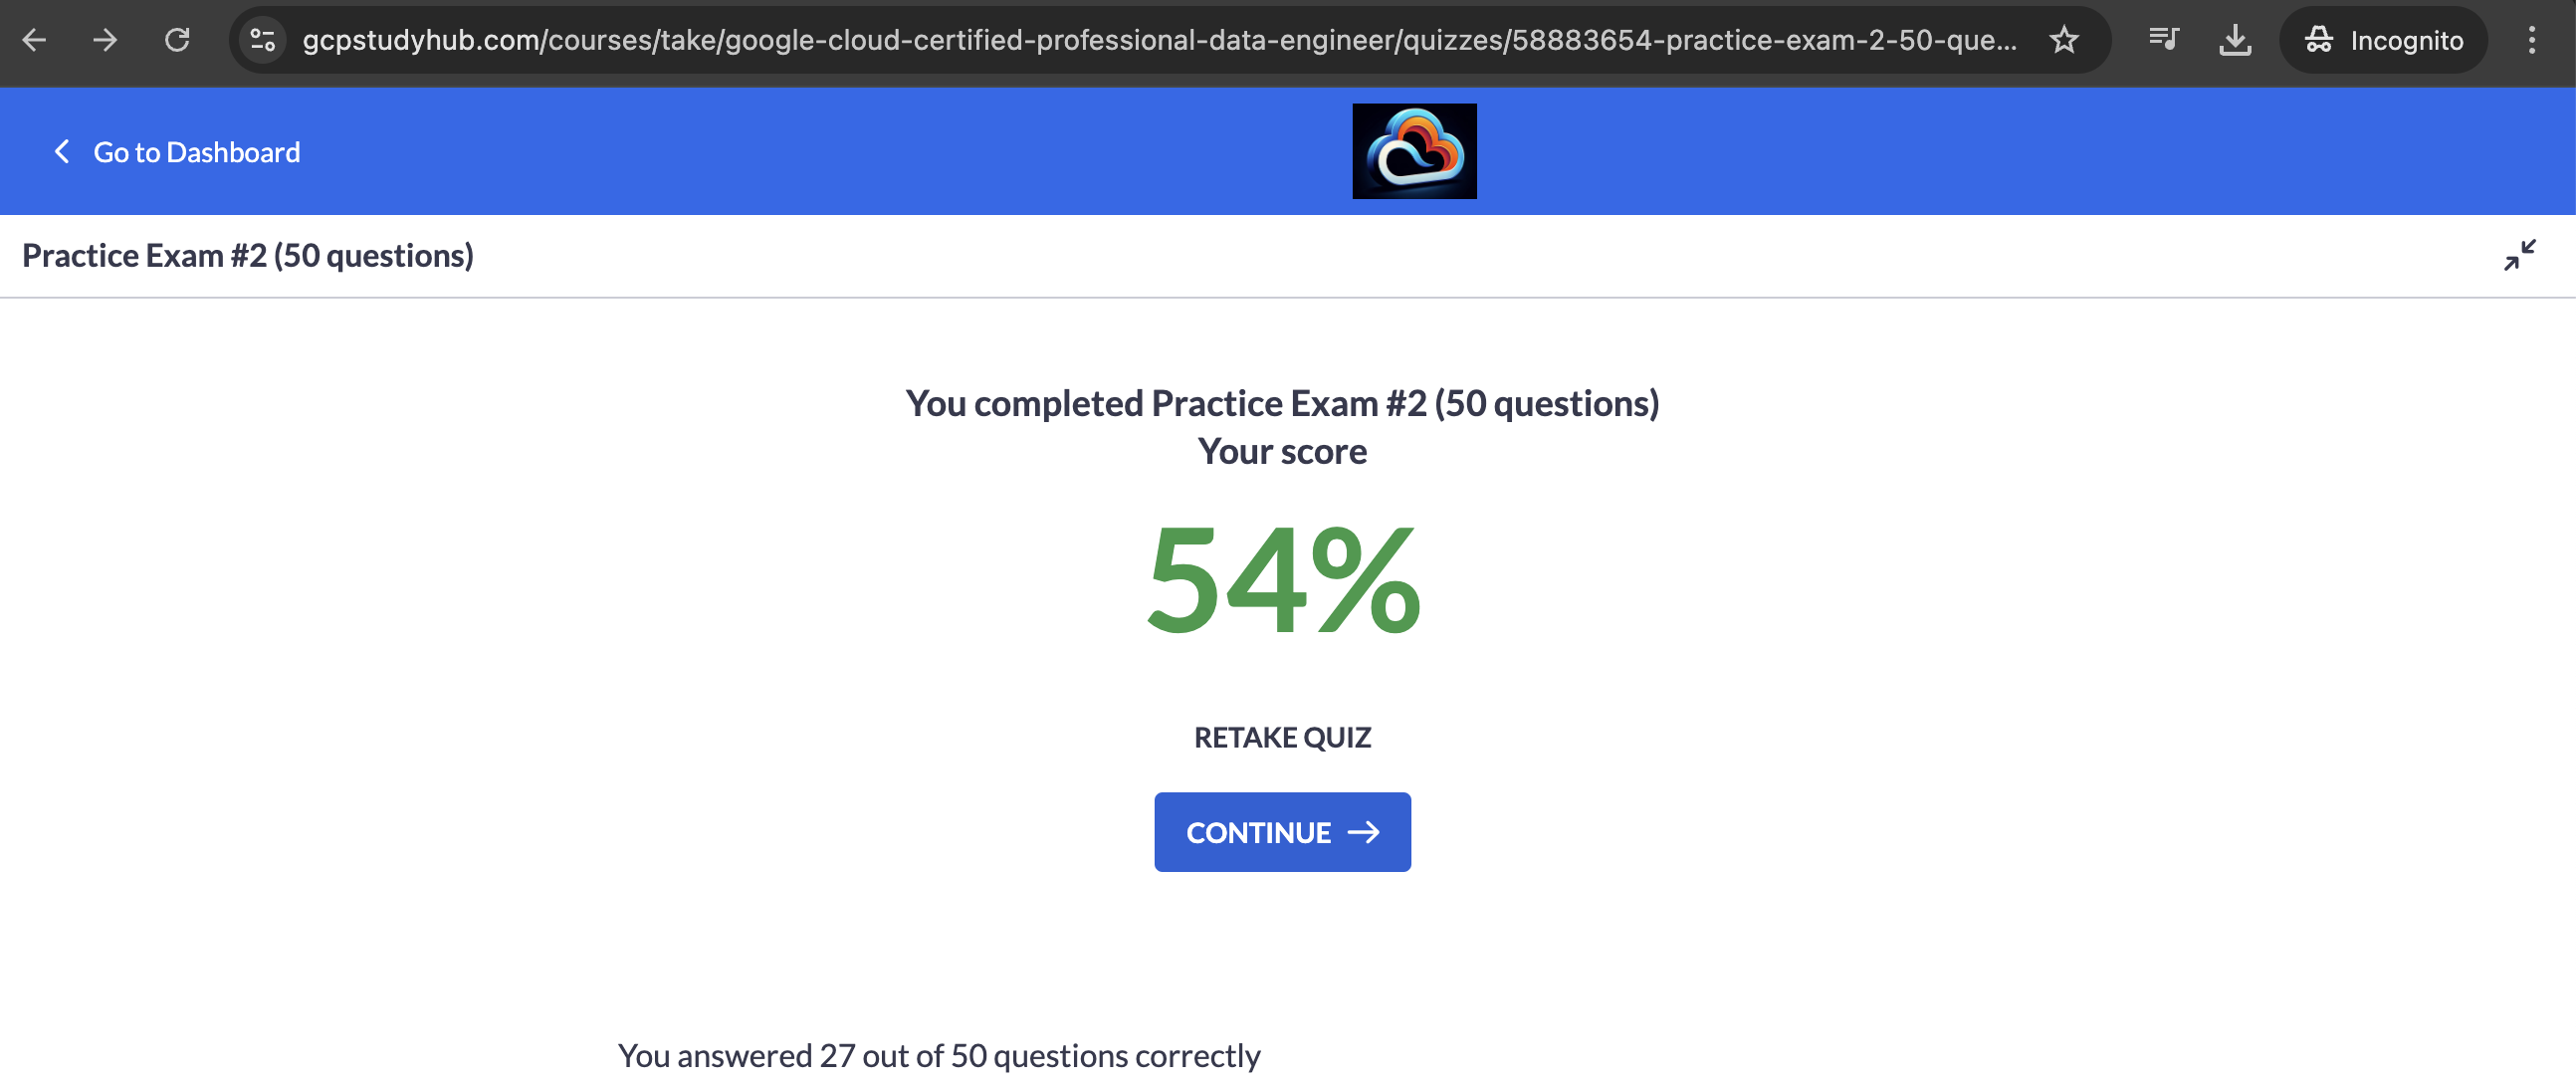 gcpstudyhub.com/courses/take/google-cloud-certified-professional-data-engineer/quizzes/58883654-practice-exam-2-50-que...
Incognito
Go to Dashboard
Practice Exam #2 (50 questions)
You completed Practice Exam #2 (50 questions)
Your score
54%
RETAKE QUIZ
CONTINUE →
You answered 27 out of 50 questions correctly